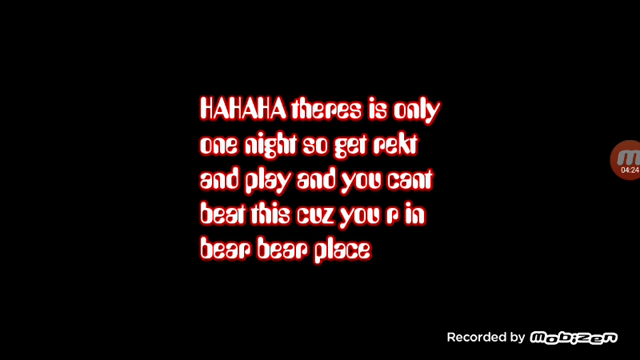 HAHAHA theres is only
one night so get rekt
and play and you cant
beat this cuz you r in
bear bear place
04:24
Recorded by mobizen